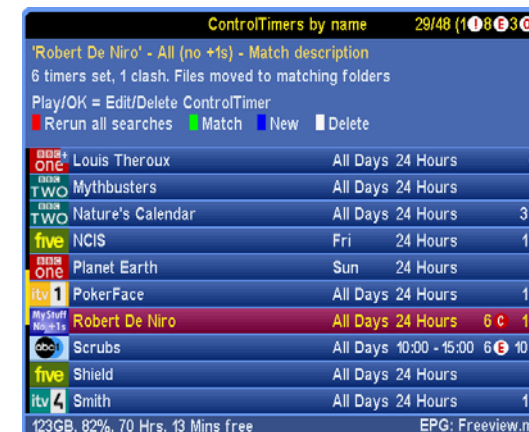 ControlTimers by name 29/48 (1 ! 8 E 3 C
'Robert De Niro' - All (no +1s) - Match description
6 timers set, 1 clash. Files moved to matching folders
Play/OK = Edit/Delete ControlTimer
Rerun all searches Match New Delete
BBC+ one Louis Theroux All Days 24 Hours
BBC TWO Mythbusters All Days 24 Hours
BBC TWO Nature's Calendar All Days 24 Hours 3
five NCIS Fri 24 Hours 1
BBC one Planet Earth Sun 24 Hours
itv 1 PokerFace All Days 24 Hours 1
MyStuff No +1s Robert De Niro All Days 24 Hours 6 C 1
abc1 Scrubs All Days 10:00 - 15:00 6 E 10
five Shield All Days 24 Hours
itv 4 Smith All Days 24 Hours 1
123GB, 82%, 70 Hrs, 13 Mins free EPG: Freeview.n